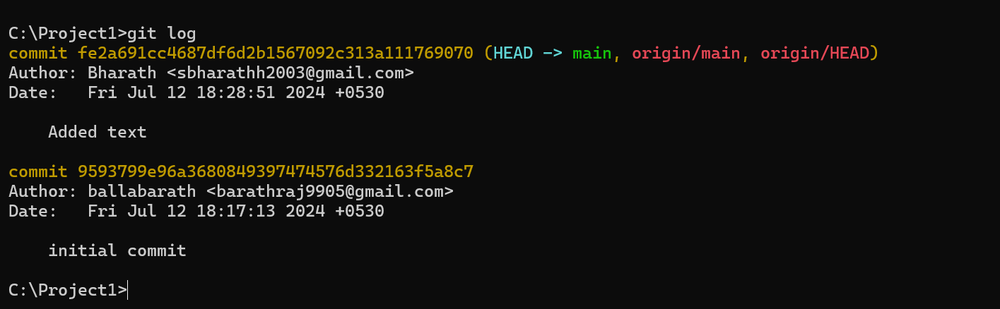 C:\Project1>git log
commit fe2a691cc4687df6d2b1567092c313a111769070 (HEAD -> main, origin/main, origin/HEAD)
Author: Bharath <sbharathh2003@gmail.com>
Date:   Fri Jul 12 18:28:51 2024 +0530
    Added text
commit 9593799e96a3680849397474576d332163f5a8c7
Author: ballabarath <barathraj9905@gmail.com>
Date:   Fri Jul 12 18:17:13 2024 +0530
    initial commit
C:\Project1>